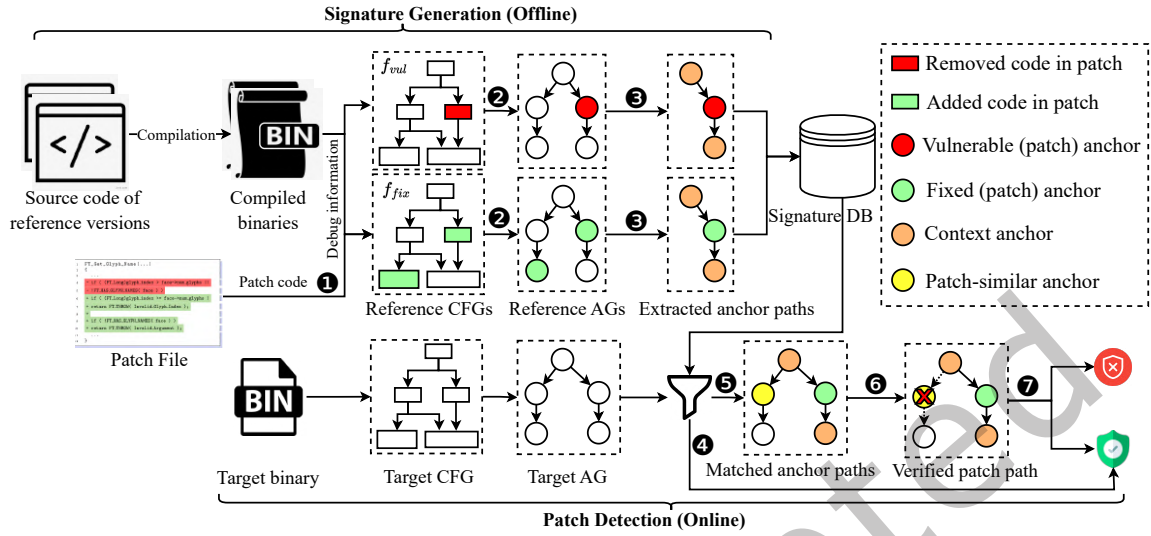 Signature Generation (Offline)
</>
Compilation
BIN
Source code of
reference versions
Compiled
binaries
Debug information
Patch code
❶
Patch File
f_vul
f_fix
❷
❷
❸
❸
Reference CFGs
Reference AGs
Extracted anchor paths
Signature DB
Removed code in patch
Added code in patch
Vulnerable (patch) anchor
Fixed (patch) anchor
Context anchor
Patch-similar anchor
BIN
Target binary
Target CFG
Target AG
❹
❺
Matched anchor paths
❻
Verified patch path
❼
Patch Detection (Online)